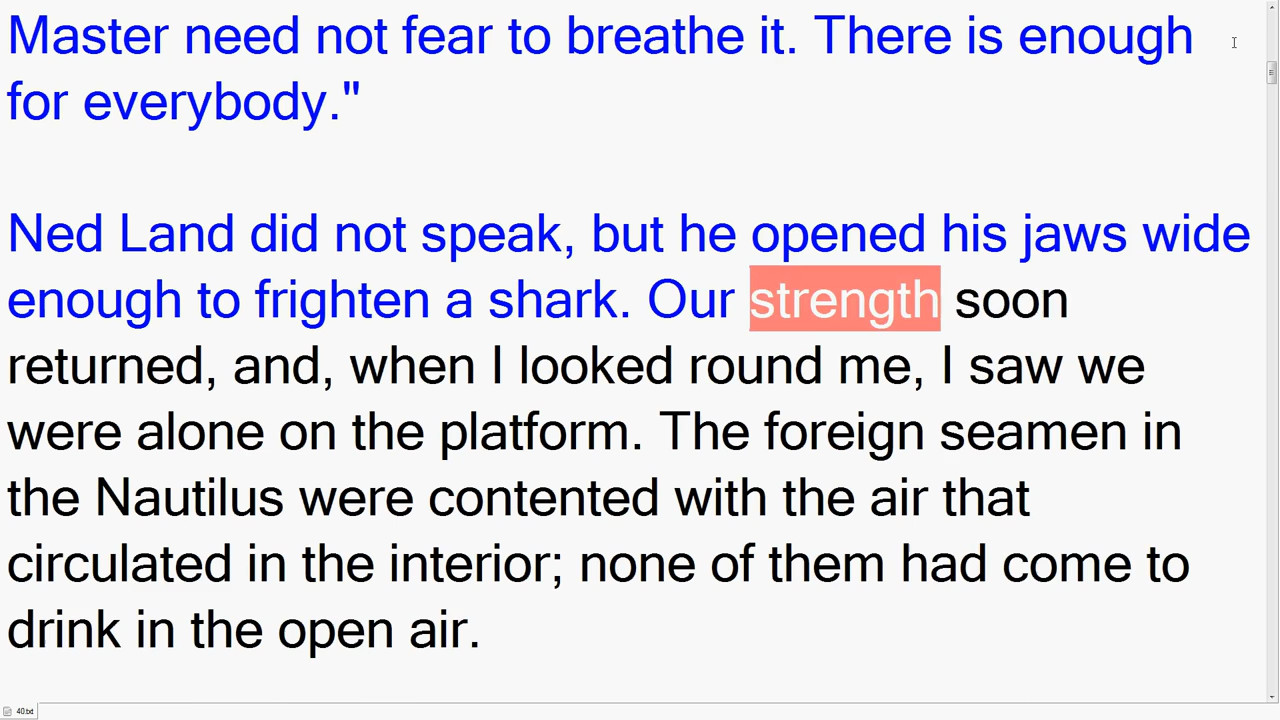 Master need not fear to breathe it. There is enough
for everybody."
Ned Land did not speak, but he opened his jaws wide
enough to frighten a shark. Our strength soon
returned, and, when I looked round me, I saw we
were alone on the platform. The foreign seamen in
the Nautilus were contented with the air that
circulated in the interior; none of them had come to
drink in the open air.
40.txt